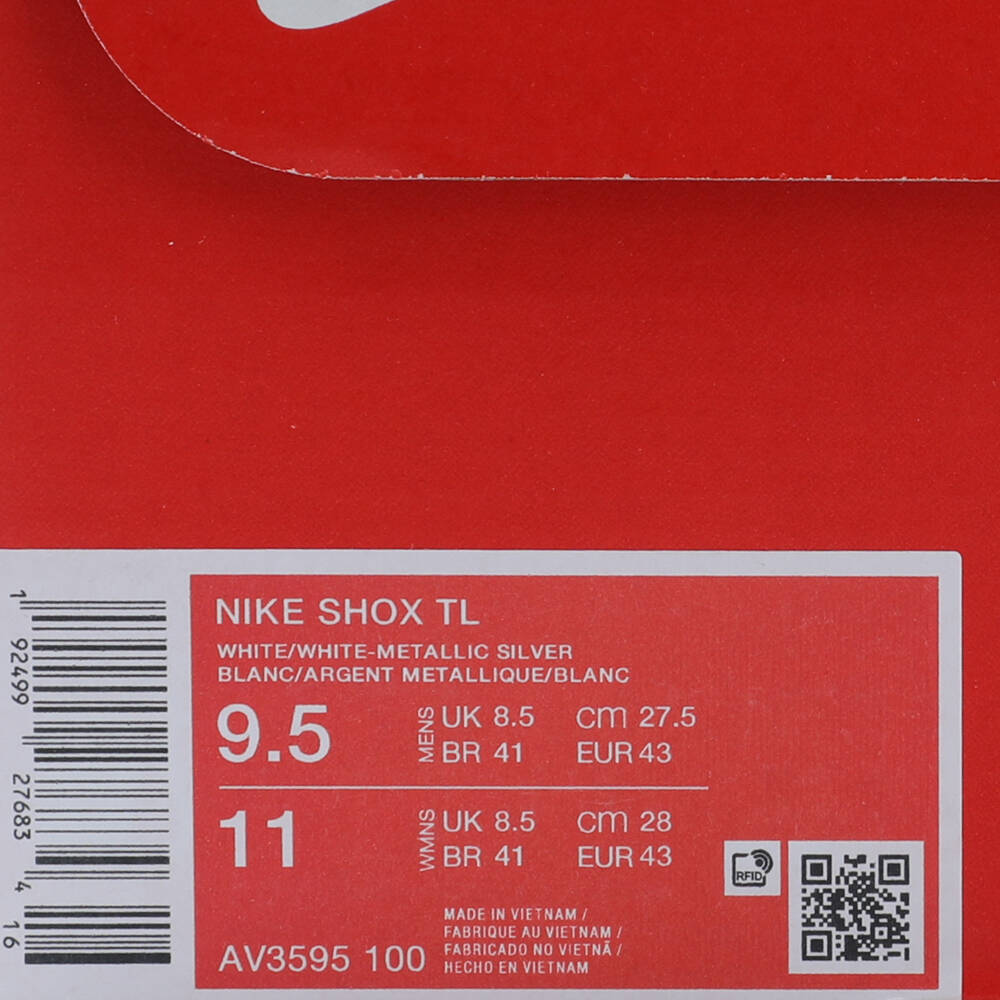 NIKE SHOX TL
WHITE/WHITE-METALLIC SILVER
BLANC/ARGENT METALLIQUE/BLANC
9.5 MENS UK 8.5 CM 27.5
BR 41 EUR 43
11 WMNS UK 8.5 CM 28
BR 41 EUR 43
RFID
MADE IN VIETNAM /
FABRIQUE AU VIETNAM /
FABRICADO NO VIETNÃ /
HECHO EN VIETNAM
AV3595 100
1 92499 27683 4 16